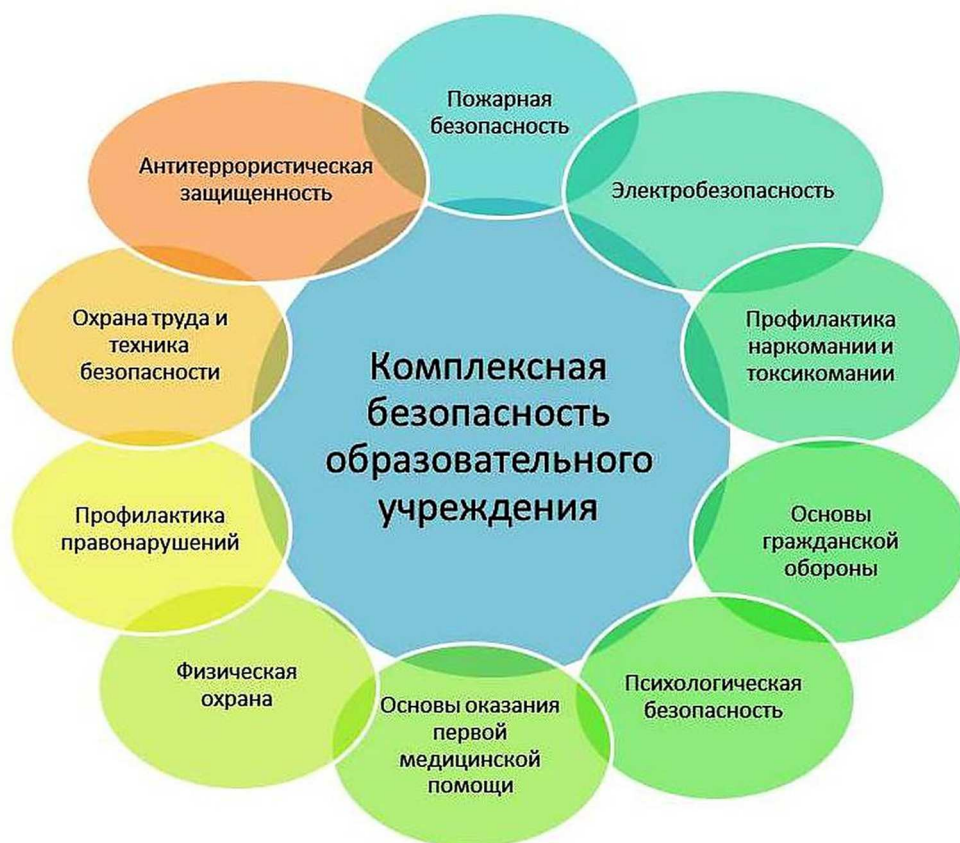 Пожарная
безопасность
Электробезопасность
Профилактика
наркомании и
токсикомании
Основы
гражданской
обороны
Психологическая
безопасность
Основы оказания
первой
медицинской
помощи
Физическая
охрана
Профилактика
правонарушений
Охрана труда и
техника
безопасности
Антитеррористическая
защищенность
Комплексная
безопасность
образовательного
учреждения